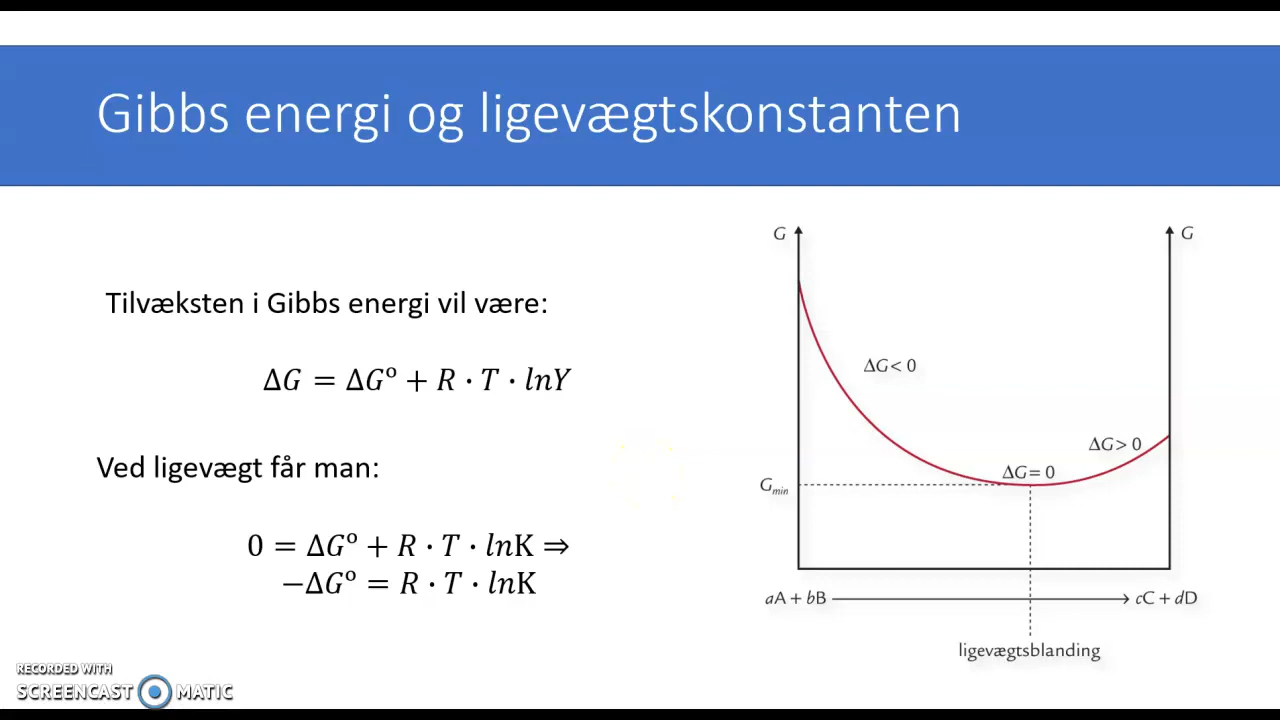 Gibbs energi og ligevægtskonstanten
Tilvæksten i Gibbs energi vil være:
ΔG = ΔG° + R · T · lnY
Ved ligevægt får man:
0 = ΔG° + R · T · lnK ⇒
−ΔG° = R · T · lnK
G
G
ΔG < 0
ΔG > 0
ΔG = 0
Gmin
aA + bB → cC + dD
ligevægtsblanding
RECORDED WITH
SCREENCAST MATIC